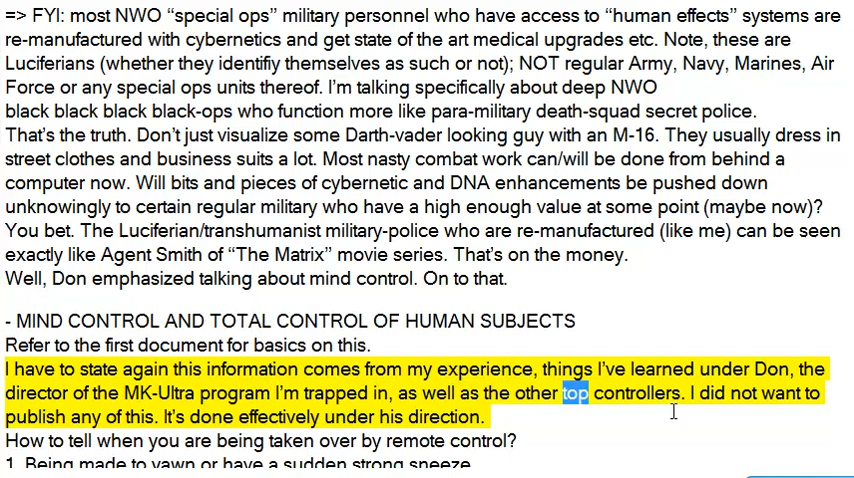 => FYI: most NWO “special ops” military personnel who have access to “human effects” systems are
re-manufactured with cybernetics and get state of the art medical upgrades etc. Note, these are
Luciferians (whether they identifiy themselves as such or not); NOT regular Army, Navy, Marines, Air
Force or any special ops units thereof. I’m talking specifically about deep NWO
black black black black-ops who function more like para-military death-squad secret police.
That’s the truth. Don’t just visualize some Darth-vader looking guy with an M-16. They usually dress in
street clothes and business suits a lot. Most nasty combat work can/will be done from behind a
computer now. Will bits and pieces of cybernetic and DNA enhancements be pushed down
unknowingly to certain regular military who have a high enough value at some point (maybe now)?
You bet. The Luciferian/transhumanist military-police who are re-manufactured (like me) can be seen
exactly like Agent Smith of “The Matrix” movie series. That’s on the money.
Well, Don emphasized talking about mind control. On to that.
- MIND CONTROL AND TOTAL CONTROL OF HUMAN SUBJECTS
Refer to the first document for basics on this.
I have to state again this information comes from my experience, things I’ve learned under Don, the
director of the MK-Ultra program I’m trapped in, as well as the other top controllers. I did not want to
publish any of this. It’s done effectively under his direction.
How to tell when you are being taken over by remote control?
1. Being made to yawn or have a sudden strong sneeze